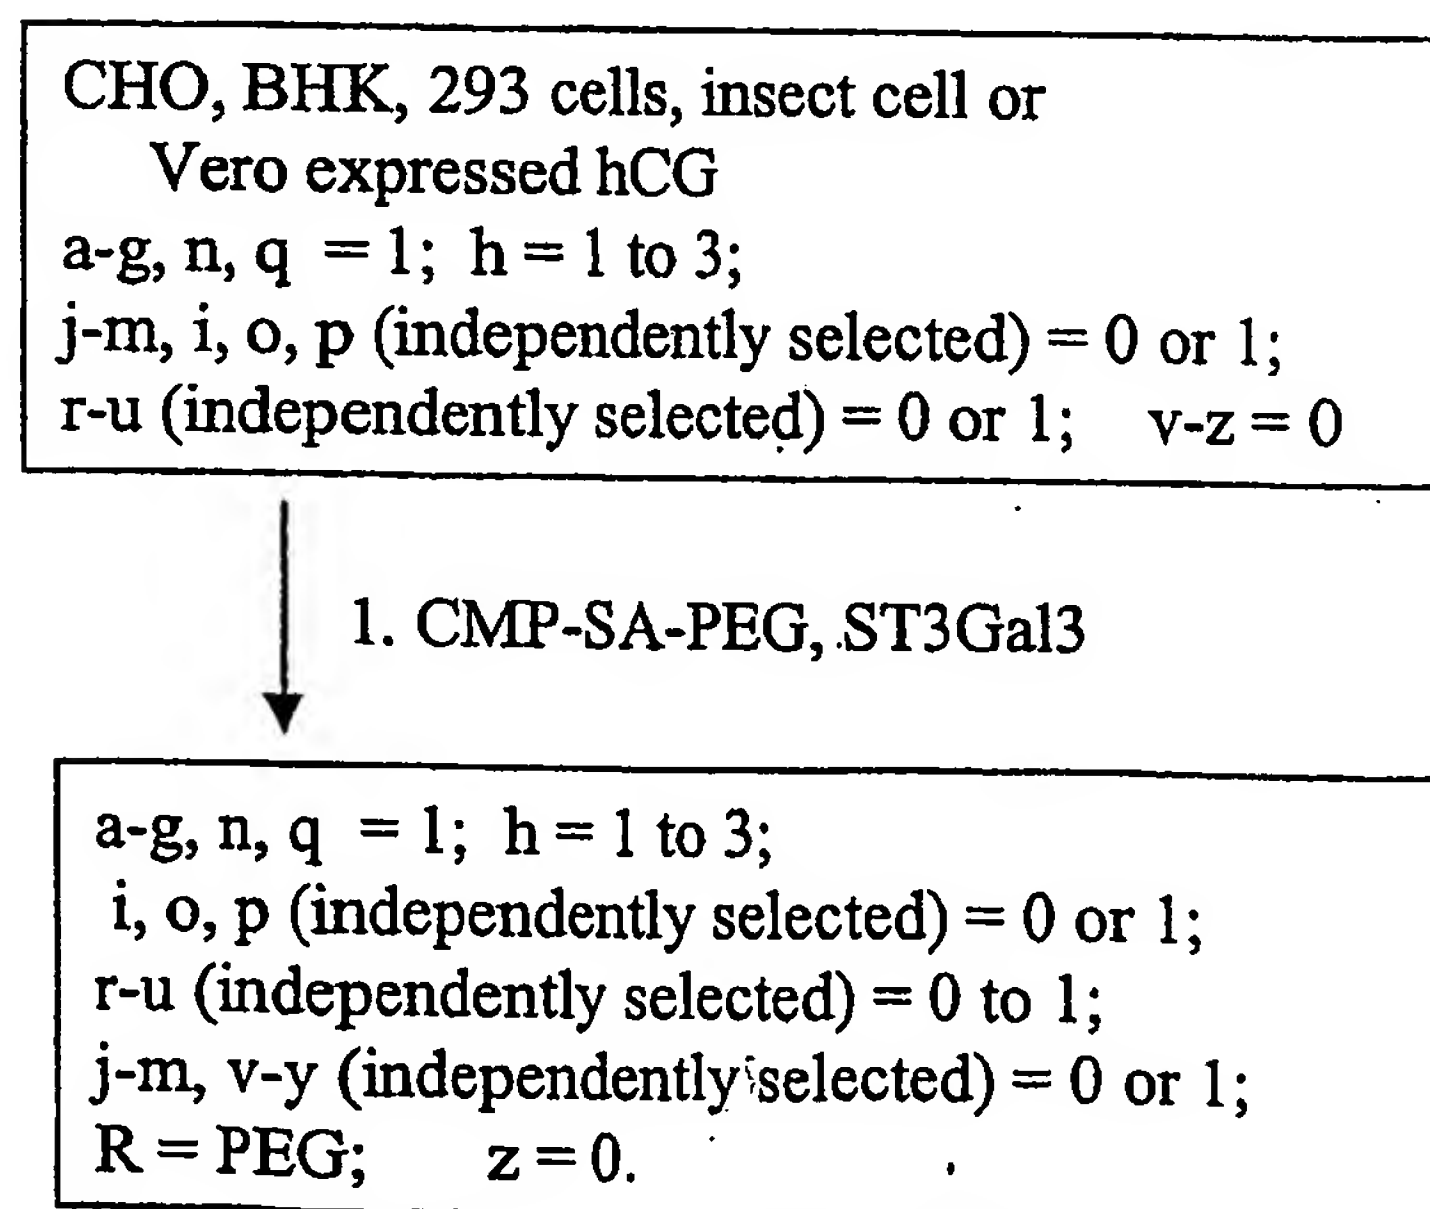 CHO, BHK, 293 cells, insect cell or
Vero expressed hCG
a-g, n, q = 1; h = 1 to 3;
j-m, i, o, p (independently selected) = 0 or 1;
r-u (independently selected) = 0 or 1; v-z = 0
1. CMP-SA-PEG, ST3Gal3
a-g, n, q = 1; h = 1 to 3;
i, o, p (independently selected) = 0 or 1;
r-u (independently selected) = 0 to 1;
j-m, v-y (independently selected) = 0 or 1;
R = PEG; z = 0.